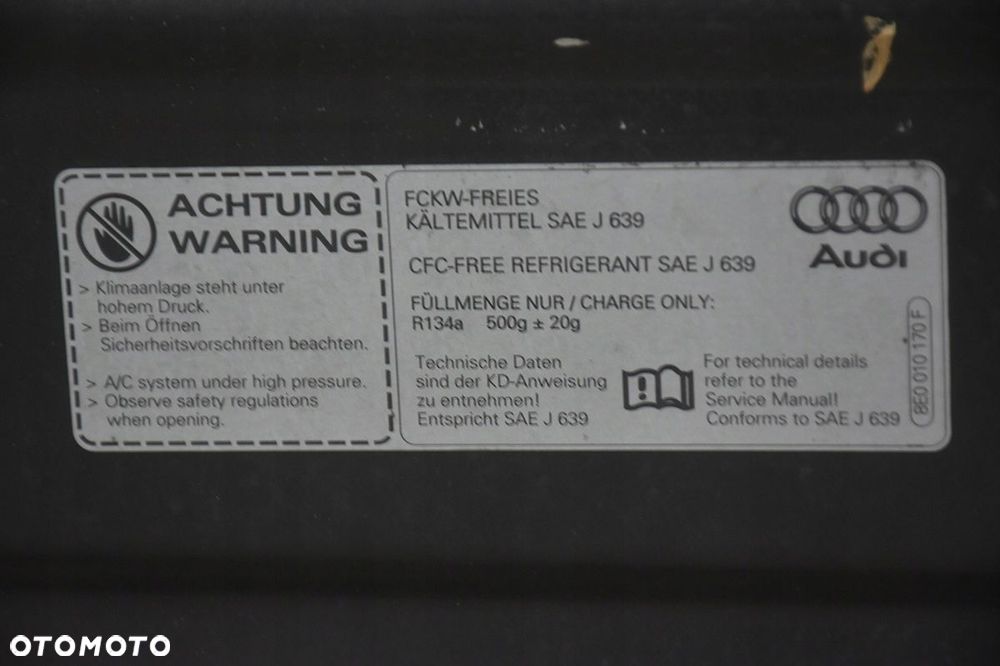 ACHTUNG
WARNING
> Klimaanlage steht unter
hohem Druck.
> Beim Öffnen
Sicherheitsvorschriften beachten.
> A/C system under high pressure.
> Observe safety regulations
when opening.
FCKW-FREIES
KÄLTEMITTEL SAE J 639
CFC-FREE REFRIGERANT SAE J 639
FÜLLMENGE NUR / CHARGE ONLY:
R134a 500g ± 20g
Technische Daten
sind der KD-Anweisung
zu entnehmen!
Entspricht SAE J 639
For technical details
refer to the
Service Manual!
Conforms to SAE J 639
Audi
8E0 010 170 F
OTOMOTO